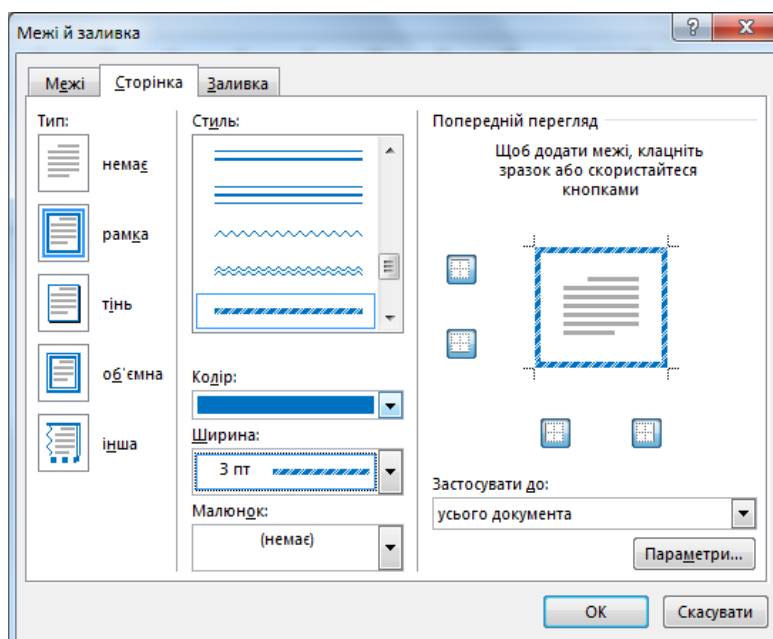 Межі й заливка
Межі
Сторінка
Заливка
Тип:
немає
рамка
тінь
об'ємна
інша
Стиль:
Колір:
Ширина:
3 пт
Малюнок:
(немає)
Попередній перегляд
Щоб додати межі, клацніть
зразок або скористайтеся
кнопками
Застосувати до:
усього документа
Параметри...
ОК
Скасувати